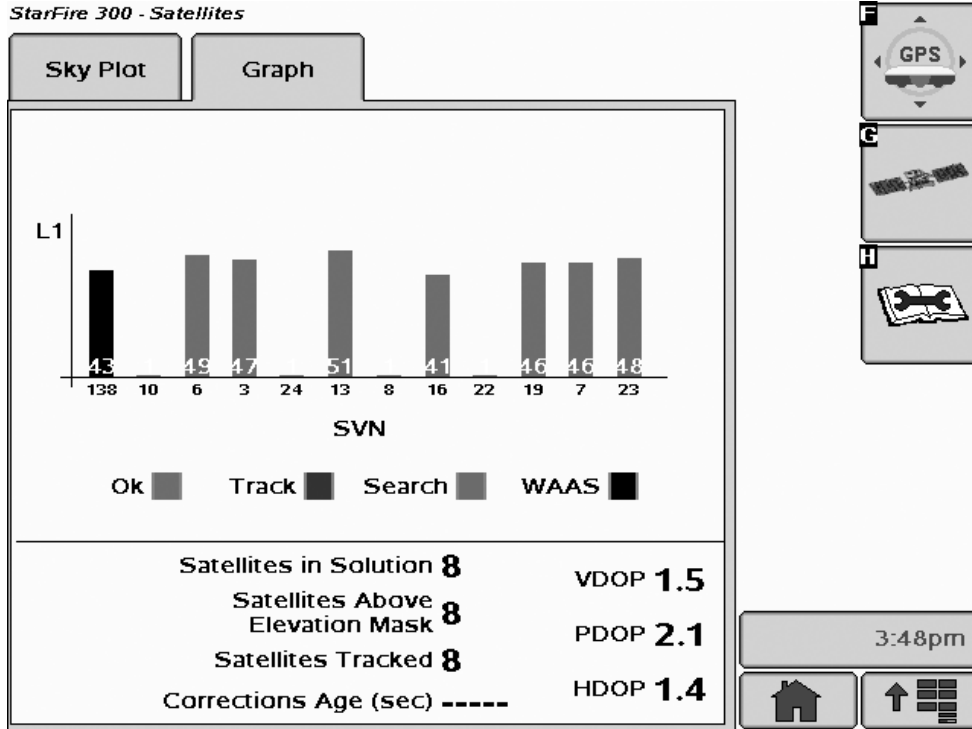 StarFire 300 - Satellites
Sky Plot
Graph
F
GPS
G
H
L1
43 49 47 51 41 46 46 48
138 10 6 3 24 13 8 16 22 19 7 23
SVN
Ok Track Search WAAS
Satellites in Solution 8
Satellites Above
Elevation Mask 8
Satellites Tracked 8
Corrections Age (sec) -----
VDOP 1.5
PDOP 2.1
HDOP 1.4
3:48pm